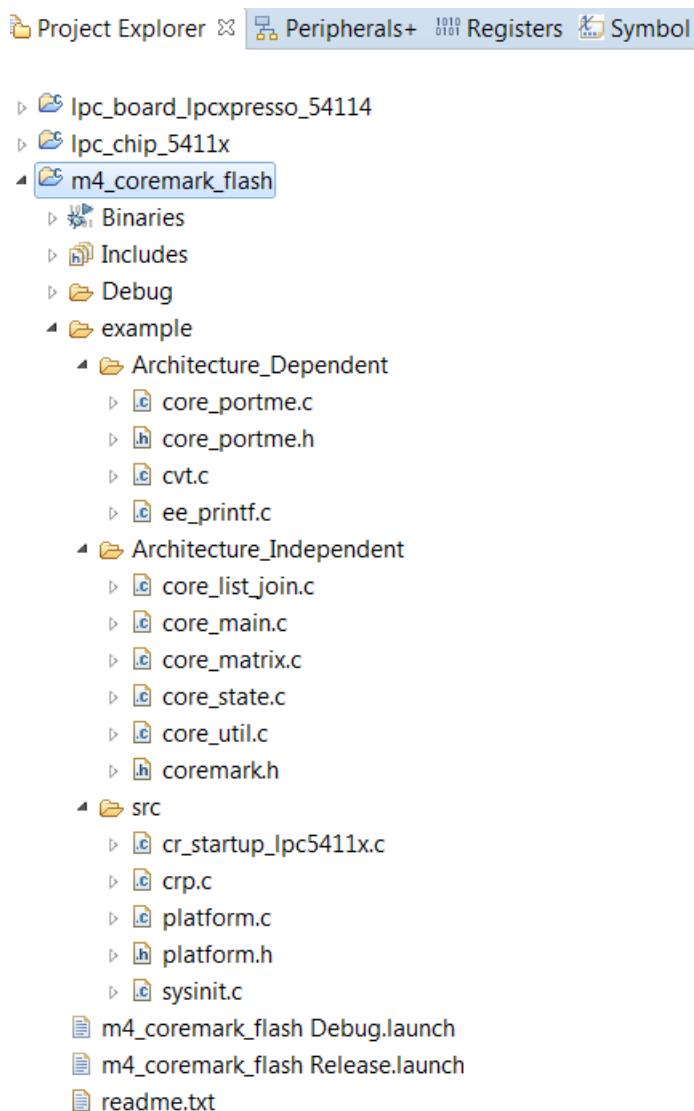 Project Explorer Peripherals+ Registers Symbol
lpc_board_lpcxpresso_54114
lpc_chip_5411x
m4_coremark_flash
Binaries
Includes
Debug
example
Architecture_Dependent
core_portme.c
core_portme.h
cvt.c
ee_printf.c
Architecture_Independent
core_list_join.c
core_main.c
core_matrix.c
core_state.c
core_util.c
coremark.h
src
cr_startup_lpc5411x.c
crp.c
platform.c
platform.h
sysinit.c
m4_coremark_flash Debug.launch
m4_coremark_flash Release.launch
readme.txt